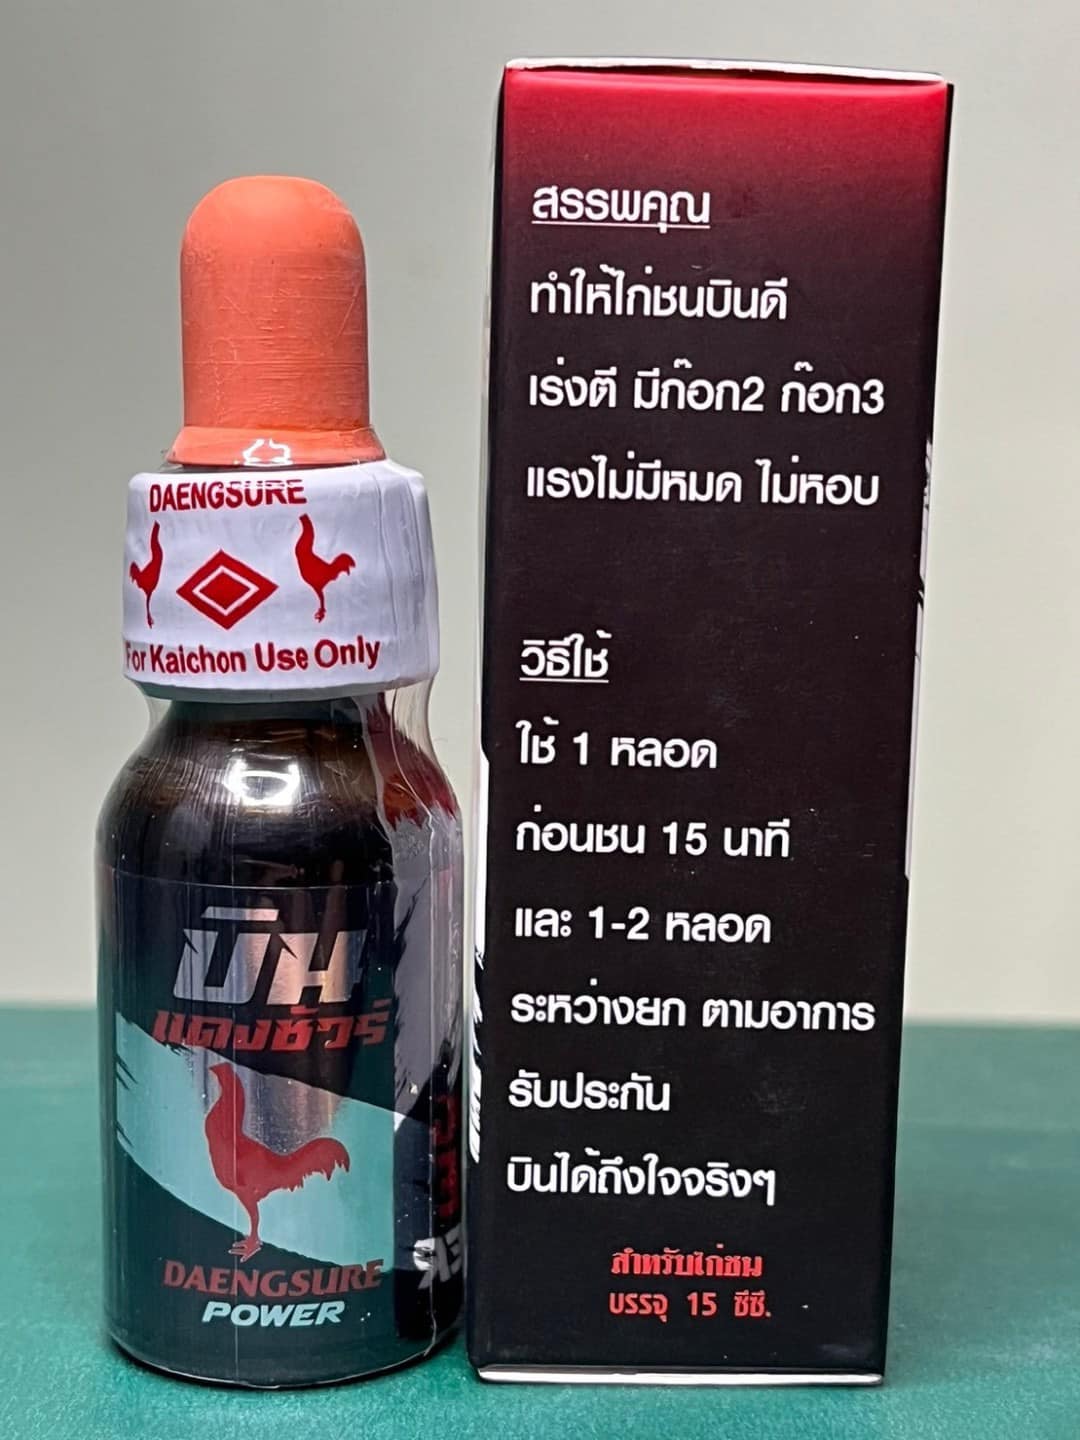 DAENGSURE
For Kaichon Use Only
บิน
แดงชัวร์
DAENGSURE
POWER
สรรพคุณ
ทำให้ไก่ชนบินดี
เร่งตี มีก๊อก2 ก๊อก3
แรงไม่มีหมด ไม่หอบ
วิธีใช้
ใช้ 1 หลอด
ก่อนชน 15 นาที
และ 1-2 หลอด
ระหว่างยก ตามอาการ
รับประกัน
บินได้ถึงใจจริงๆ
สำหรับไก่ชน
บรรจุ 15 ซีซี.